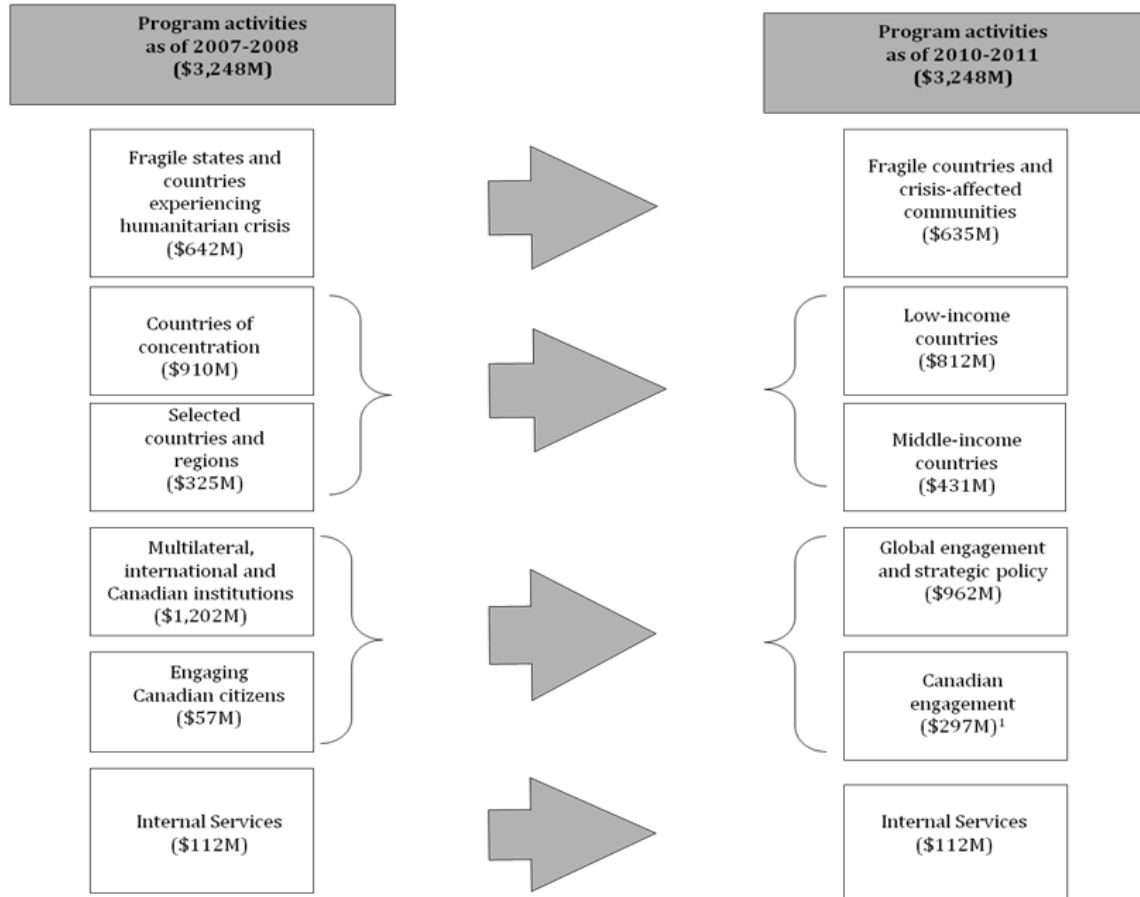 Program activities
as of 2007-2008
($3,248M)
Program activities
as of 2010-2011
($3,248M)
Fragile states and
countries
experiencing
humanitarian crisis
($642M)
Fragile countries and
crisis-affected
communities
($635M)
Countries of
concentration
($910M)
Low-income
countries
($812M)
Selected
countries and
regions
($325M)
Middle-income
countries
($431M)
Multilateral,
international and
Canadian institutions
($1,202M)
Global engagement
and strategic policy
($962M)
Engaging
Canadian citizens
($57M)
Canadian
engagement
($297M)¹
Internal Services
($112M)
Internal Services
($112M)